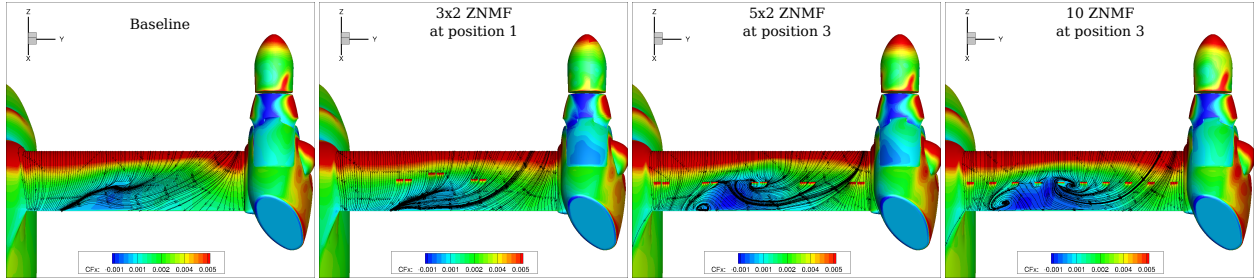 Baseline
Z
Y
X
CFx: -0.001 0.001 0.002 0.004 0.005
3x2 ZNMF
at position 1
Z
Y
X
CFx: -0.001 0.001 0.002 0.004 0.005
5x2 ZNMF
at position 3
Z
Y
X
CFx: -0.001 0.001 0.002 0.004 0.005
10 ZNMF
at position 3
Z
Y
X
CFx: -0.001 0.001 0.002 0.004 0.005